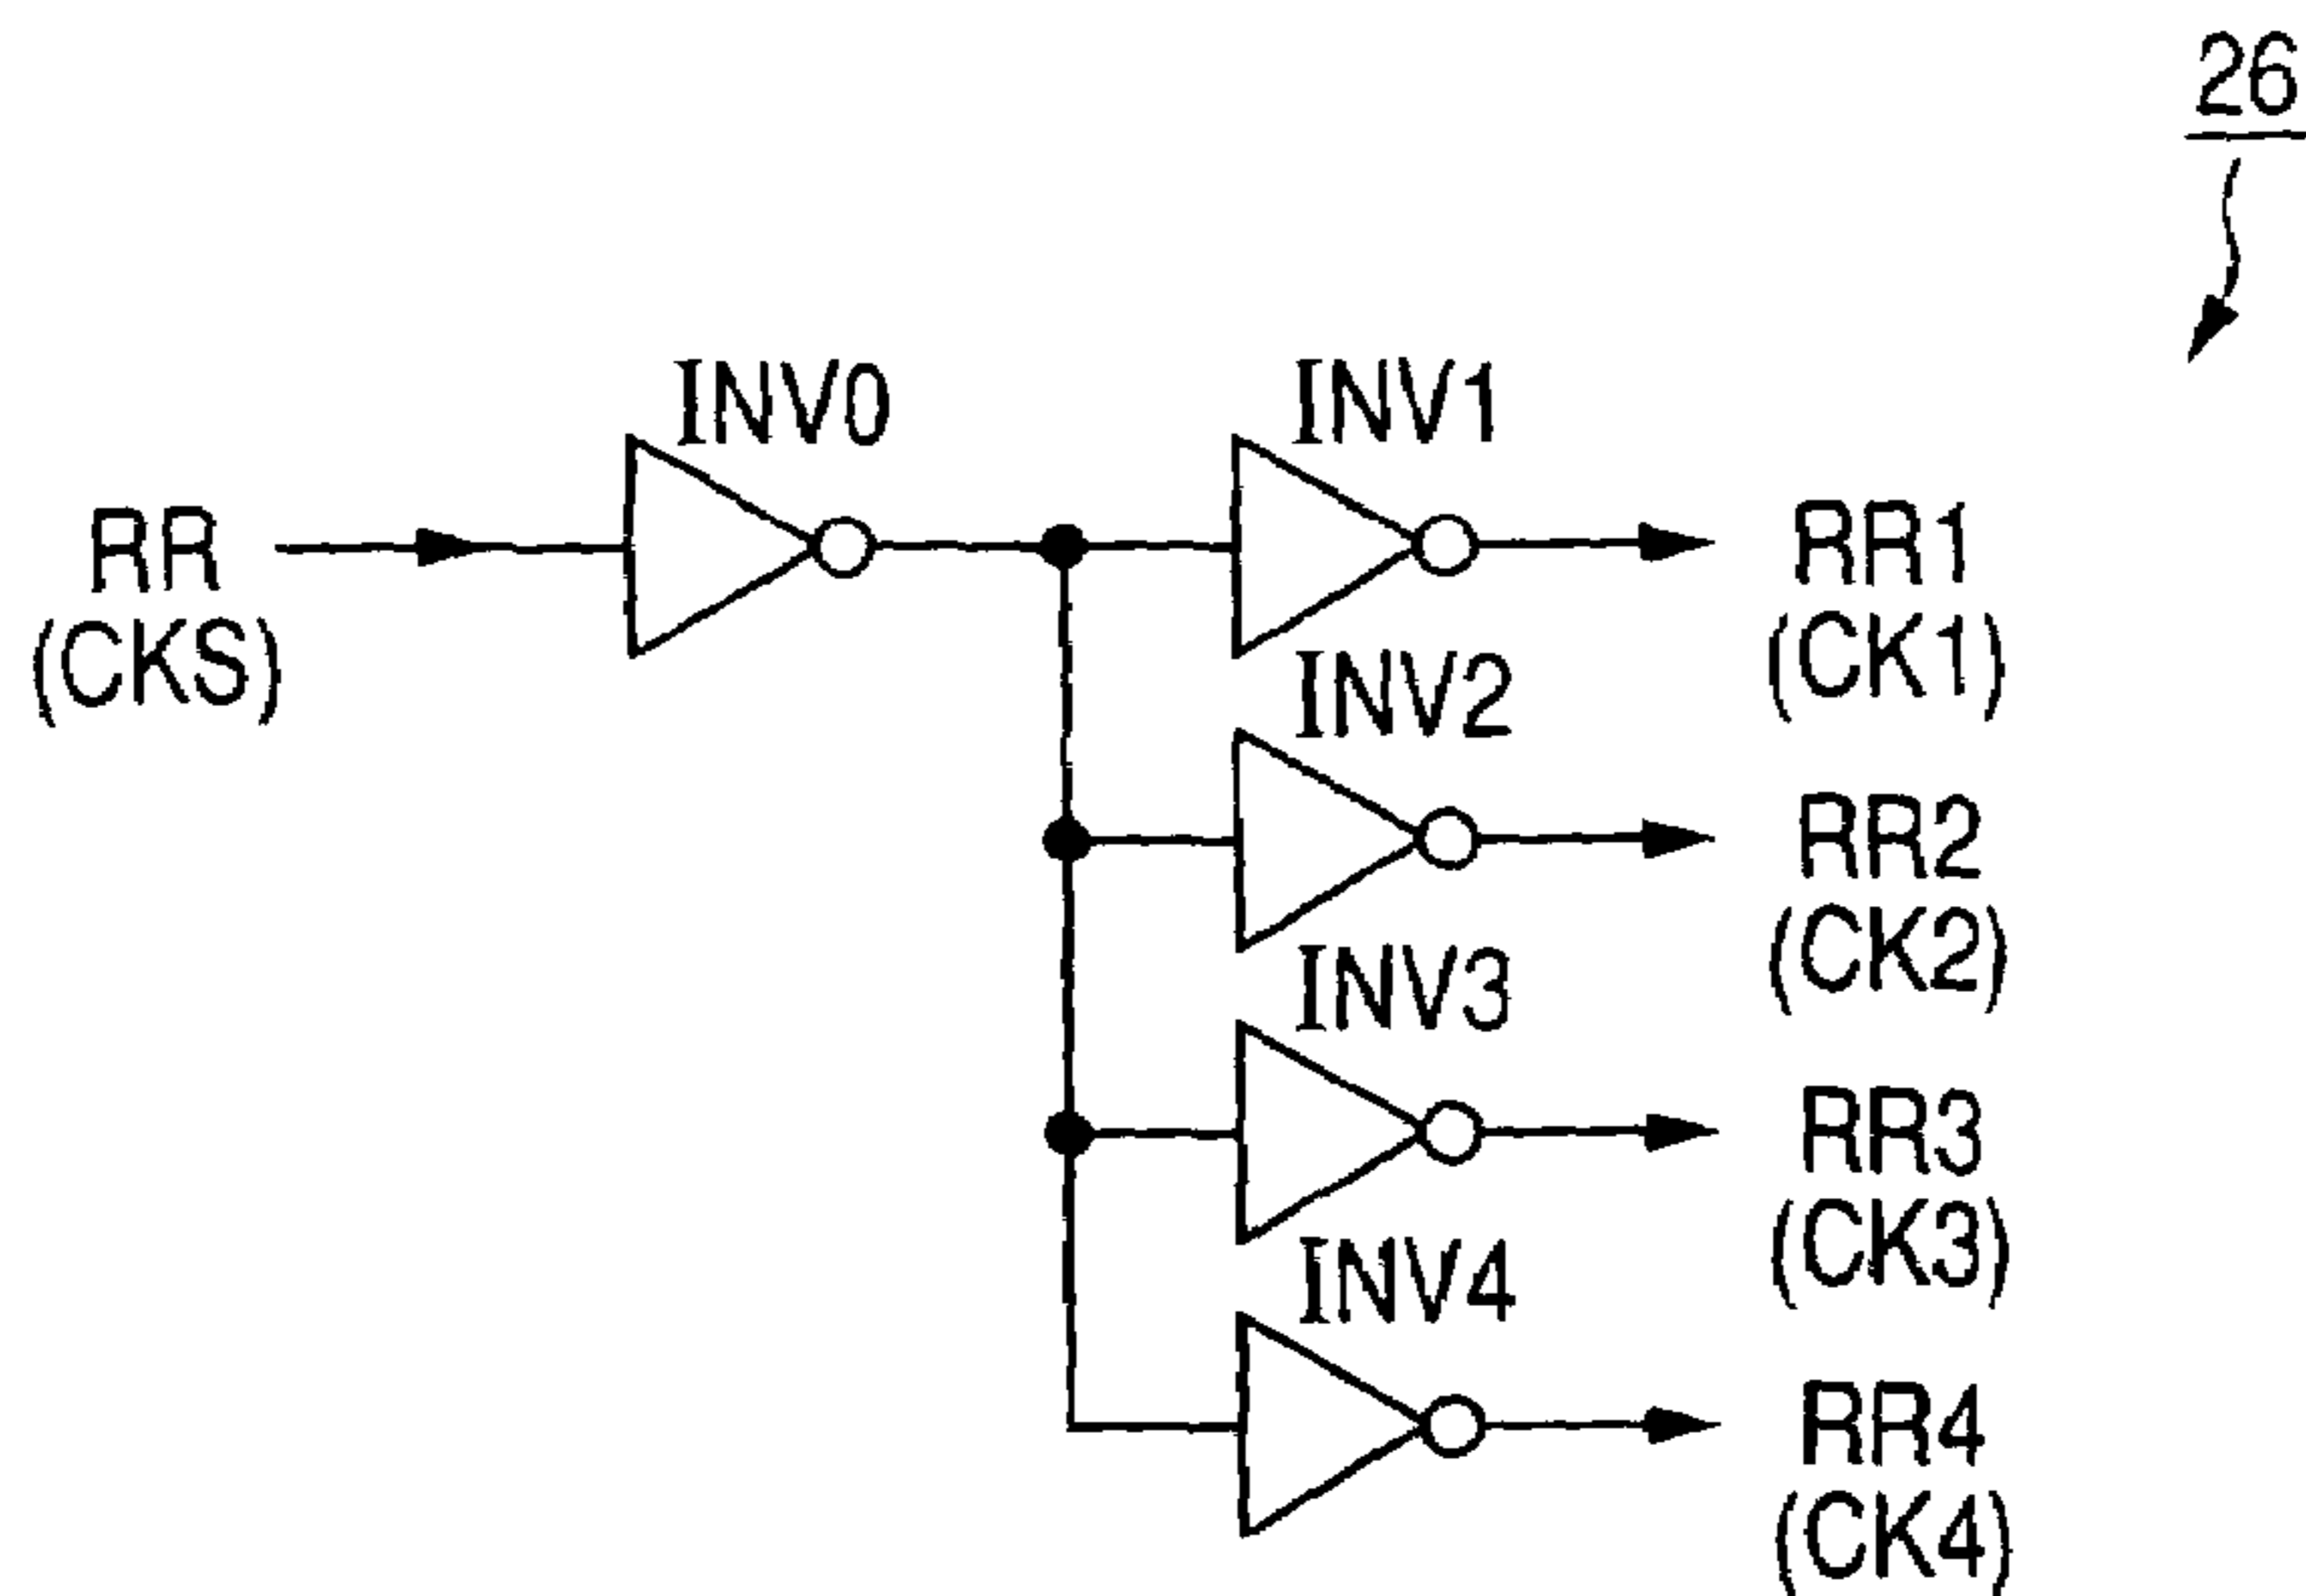 26
INV0
INV1
RR
(CKS)
RR1
(CK1)
INV2
RR2
(CK2)
INV3
RR3
(CK3)
INV4
RR4
(CK4)